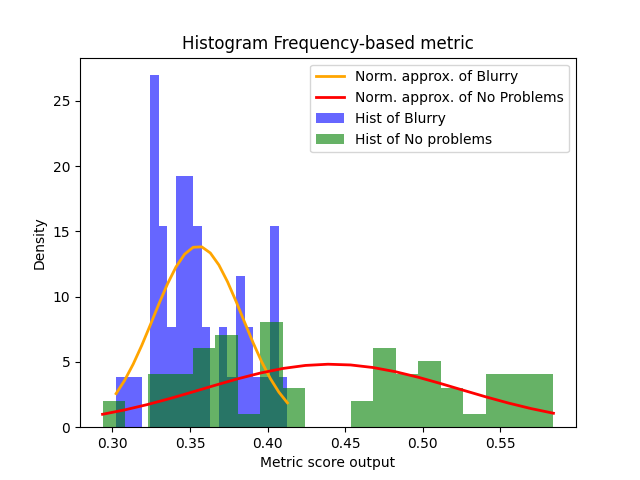 Histogram Frequency-based metric
Norm. approx. of Blurry
Norm. approx. of No Problems
Hist of Blurry
Hist of No problems
Density
25
20
15
10
5
0
0.30 0.35 0.40 0.45 0.50 0.55
Metric score output